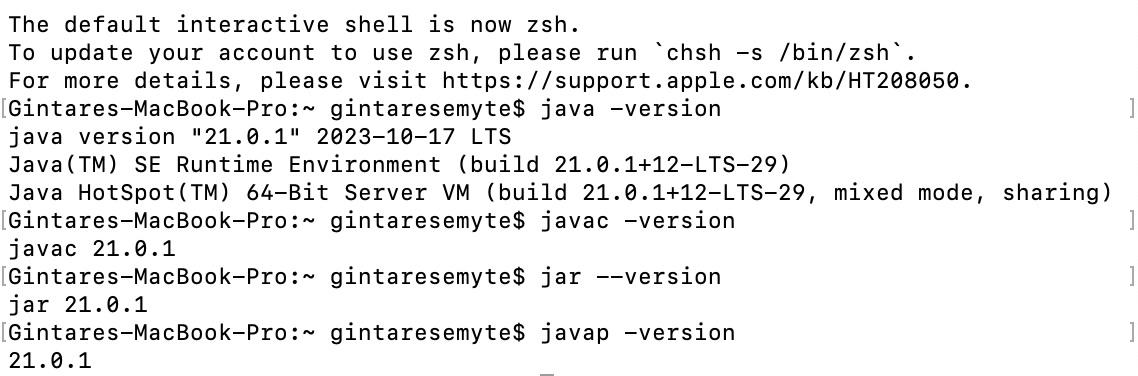 The default interactive shell is now zsh.
To update your account to use zsh, please run `chsh -s /bin/zsh`.
For more details, please visit https://support.apple.com/kb/HT208050.
[Gintares-MacBook-Pro:~ gintaresemyte$ java -version ]
java version "21.0.1" 2023-10-17 LTS
Java(TM) SE Runtime Environment (build 21.0.1+12-LTS-29)
Java HotSpot(TM) 64-Bit Server VM (build 21.0.1+12-LTS-29, mixed mode, sharing)
[Gintares-MacBook-Pro:~ gintaresemyte$ javac -version ]
javac 21.0.1
[Gintares-MacBook-Pro:~ gintaresemyte$ jar --version ]
jar 21.0.1
[Gintares-MacBook-Pro:~ gintaresemyte$ javap -version ]
21.0.1